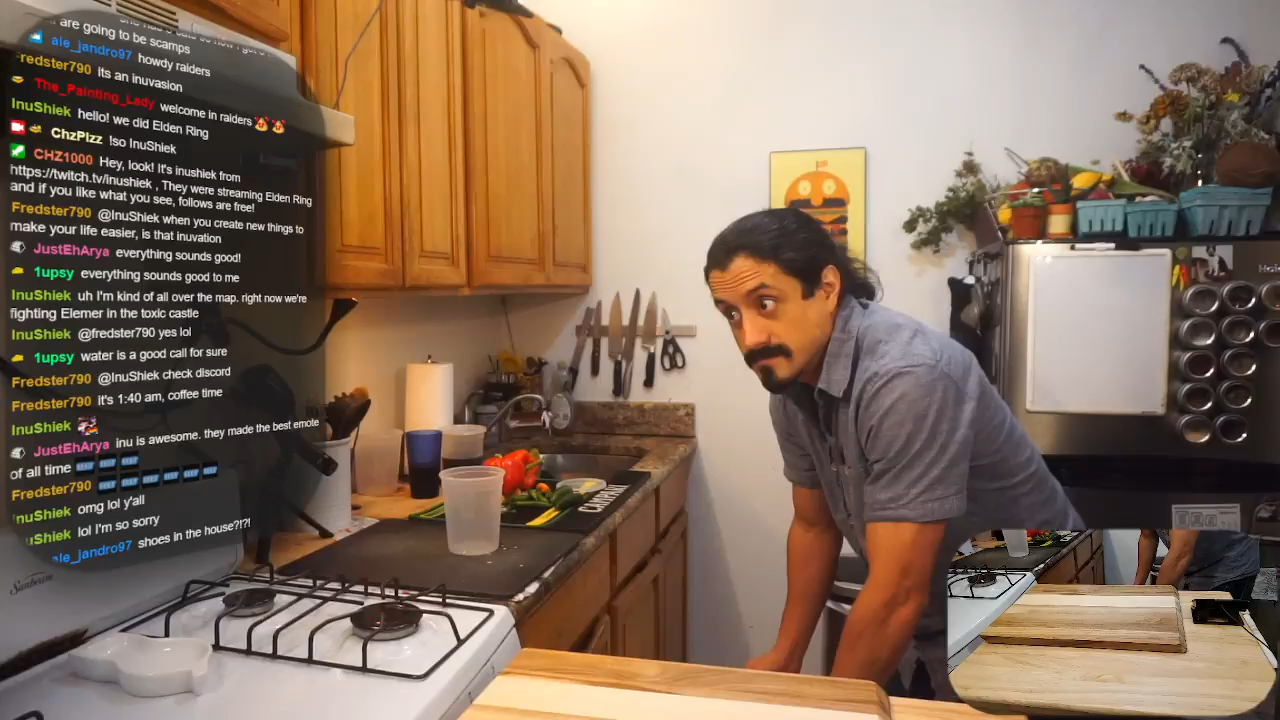 are going to be scamps
ale_jandro97 howdy raiders
Fredster790 Its an inuvasion
The_Painting_Lady welcome in raiders
InuShiek hello! we did Elden Ring
ChzPlzz !so InuShiek
CHZ1000 Hey, look! It's inushiek from
https://twitch.tv/inushiek , They were streaming Elden Ring
and if you like what you see, follows are free!
Fredster790 @InuShiek when you create new things to
make your life easier, is that inuvation
JustEhArya everything sounds good!
1upsy everything sounds good to me
InuShiek uh I'm kind of all over the map. right now we're
fighting Elemer in the toxic castle
InuShiek @fredster790 yes lol
1upsy water is a good call for sure
Fredster790 @InuShiek check discord
Fredster790 it's 1:40 am, coffee time
InuShiek
JustEhArya inu is awesome. they made the best emote
of all time
Fredster790
InuShiek omg lol y'all
InuShiek lol I'm so sorry
ale_jandro97 shoes in the house?!?!
Sunbeam